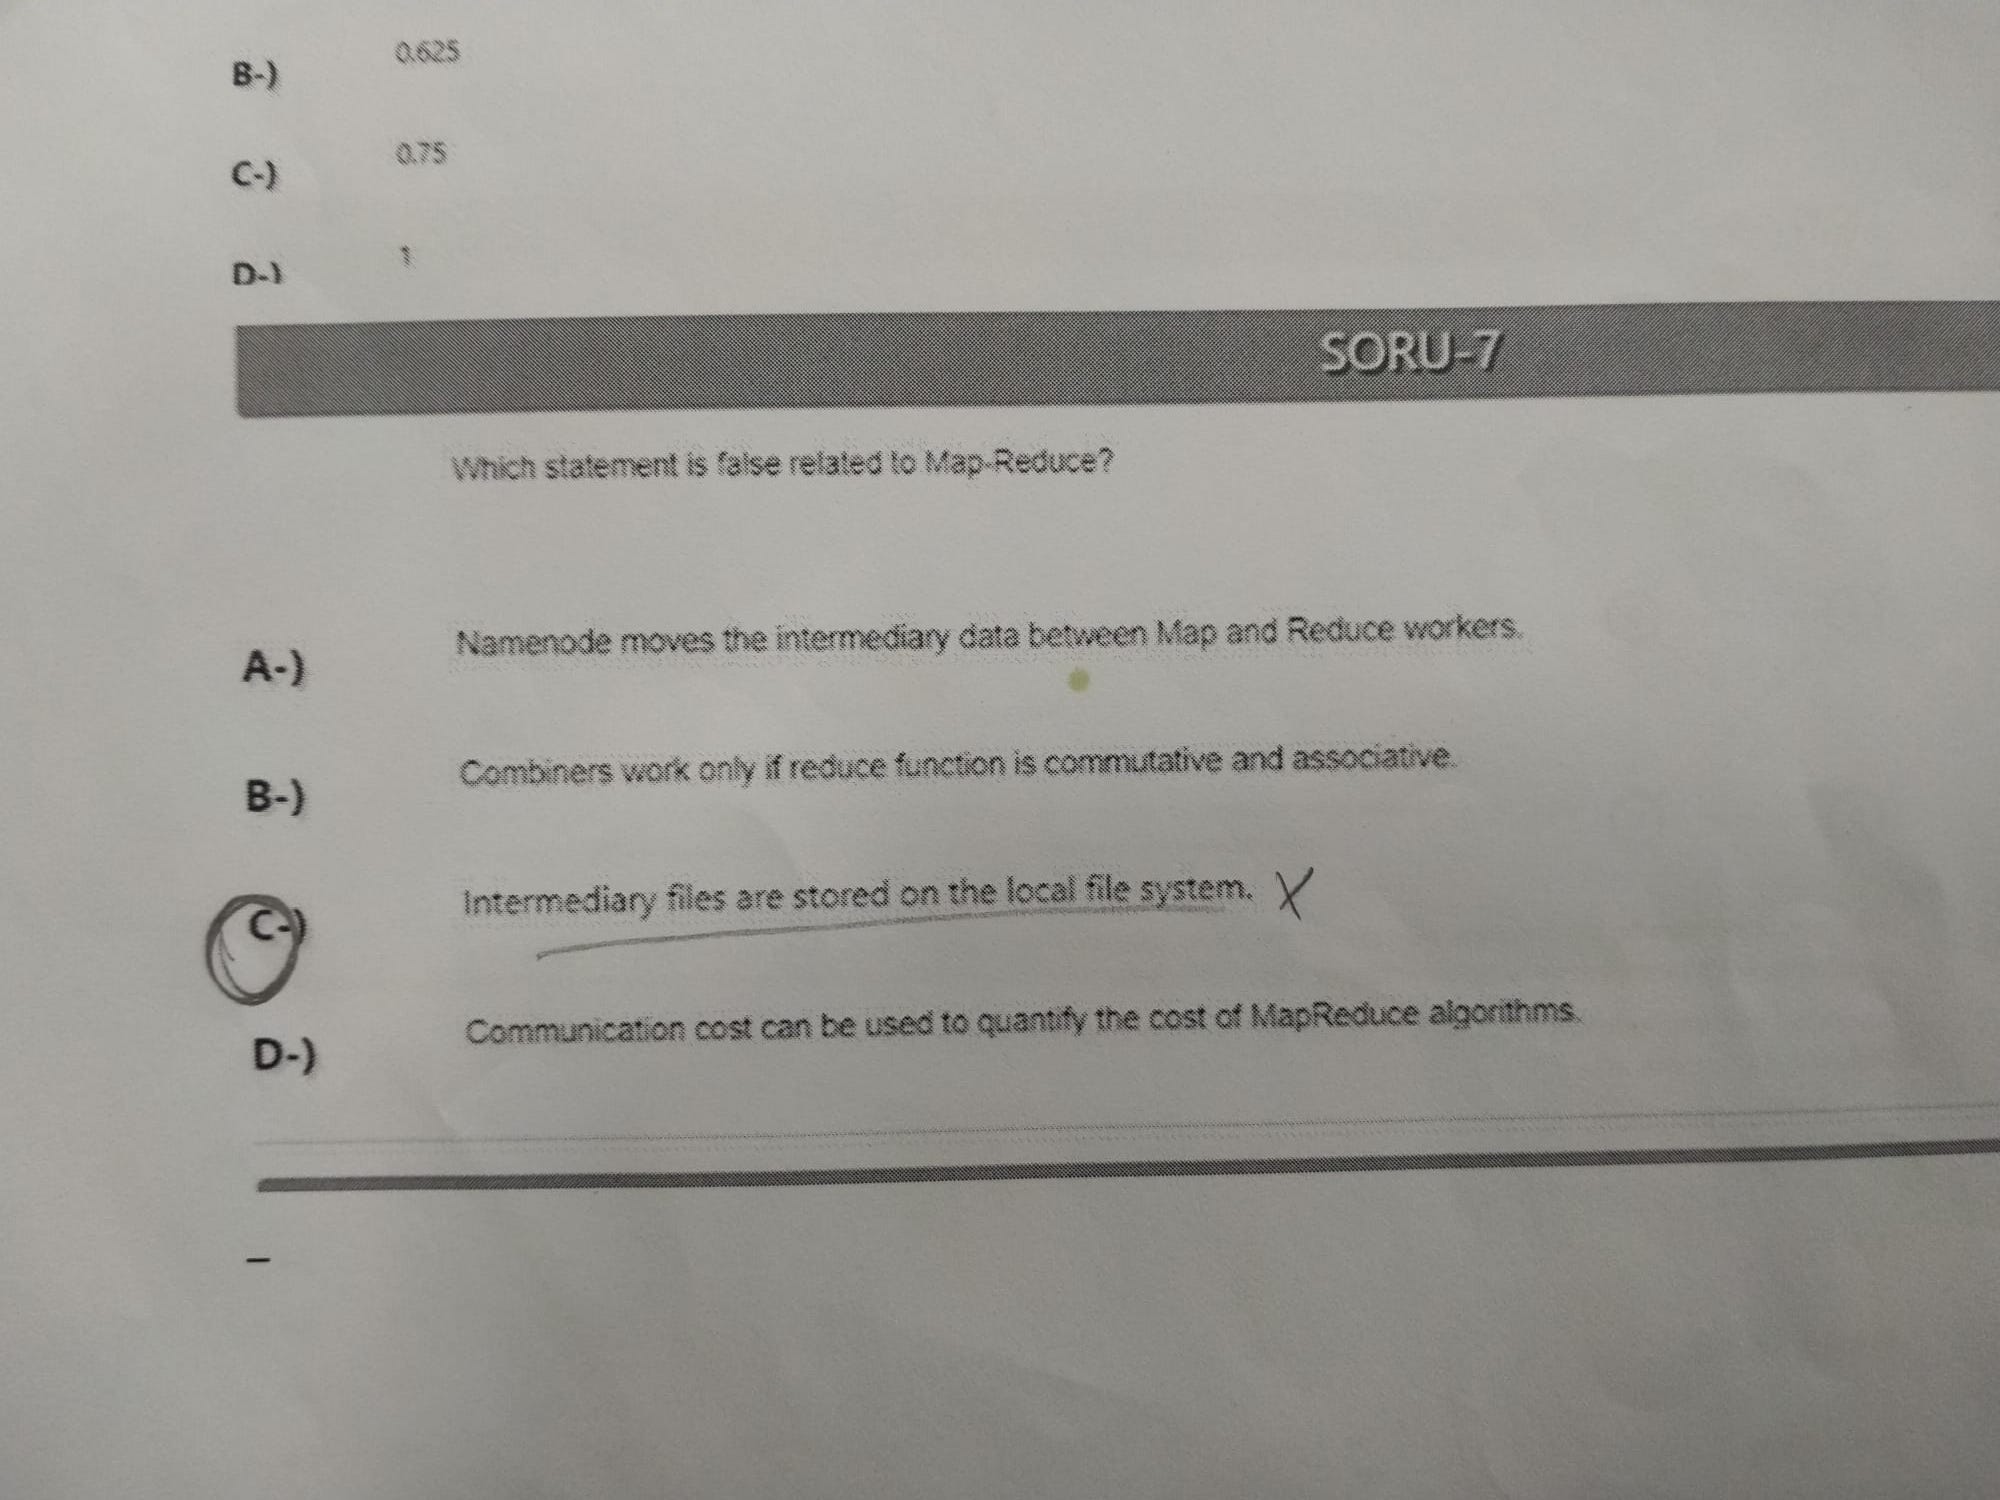 B-) 0.625
C-) 0.75
D-) 1
SORU-7
Which statement is false related to Map-Reduce?
A-) Namenode moves the intermediary data between Map and Reduce workers.
B-) Combiners work only if reduce function is commutative and associative.
C-) Intermediary files are stored on the local file system. X
D-) Communication cost can be used to quantify the cost of MapReduce algorithms.